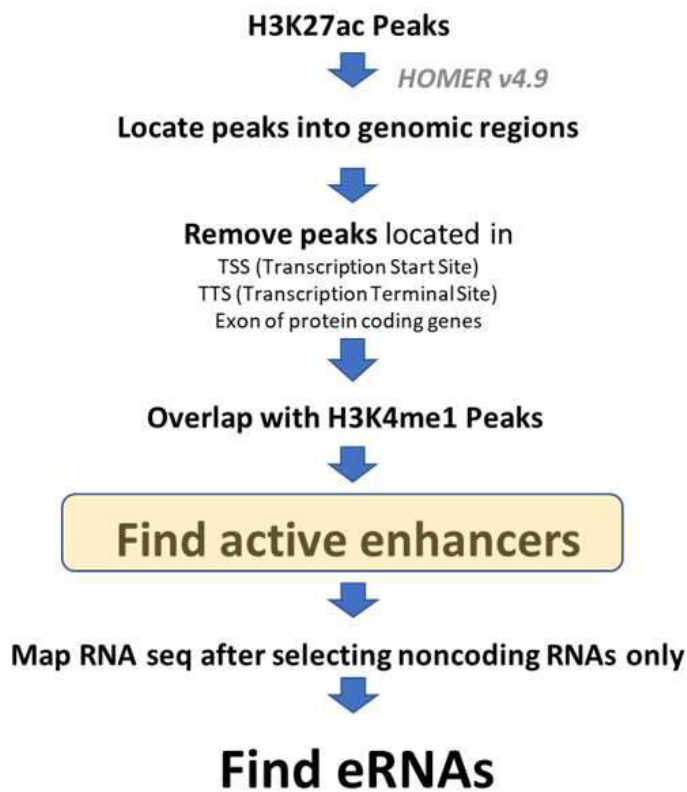 H3K27ac Peaks
HOMER v4.9
Locate peaks into genomic regions
Remove peaks located in
TSS (Transcription Start Site)
TTS (Transcription Terminal Site)
Exon of protein coding genes
Overlap with H3K4me1 Peaks
Find active enhancers
Map RNA seq after selecting noncoding RNAs only
Find eRNAs